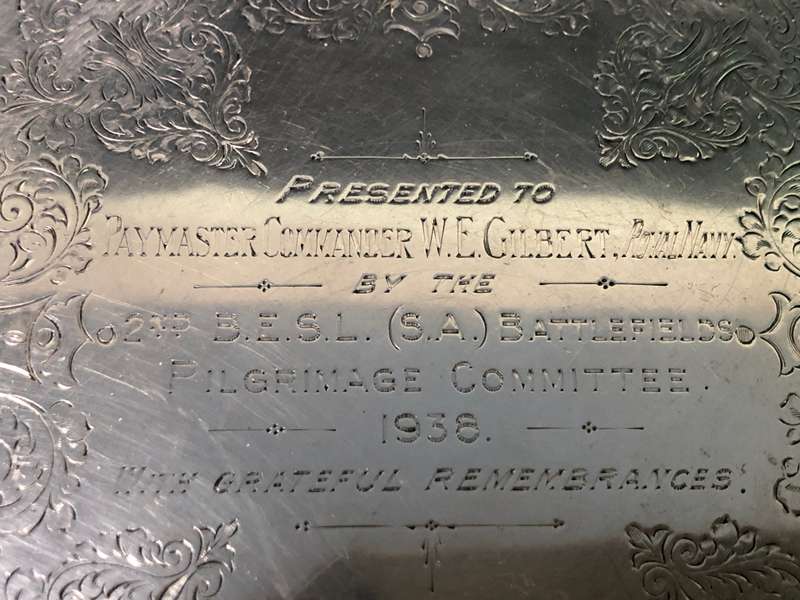 PRESENTED TO
PAYMASTER COMMANDER W.E. GILBERT, ROYAL NAVY.
BY THE
2ND B.E.S.L. (S.A.) BATTLEFIELDS
PILGRIMAGE COMMITTEE.
1938.
WITH GRATEFUL REMEMBRANCES.